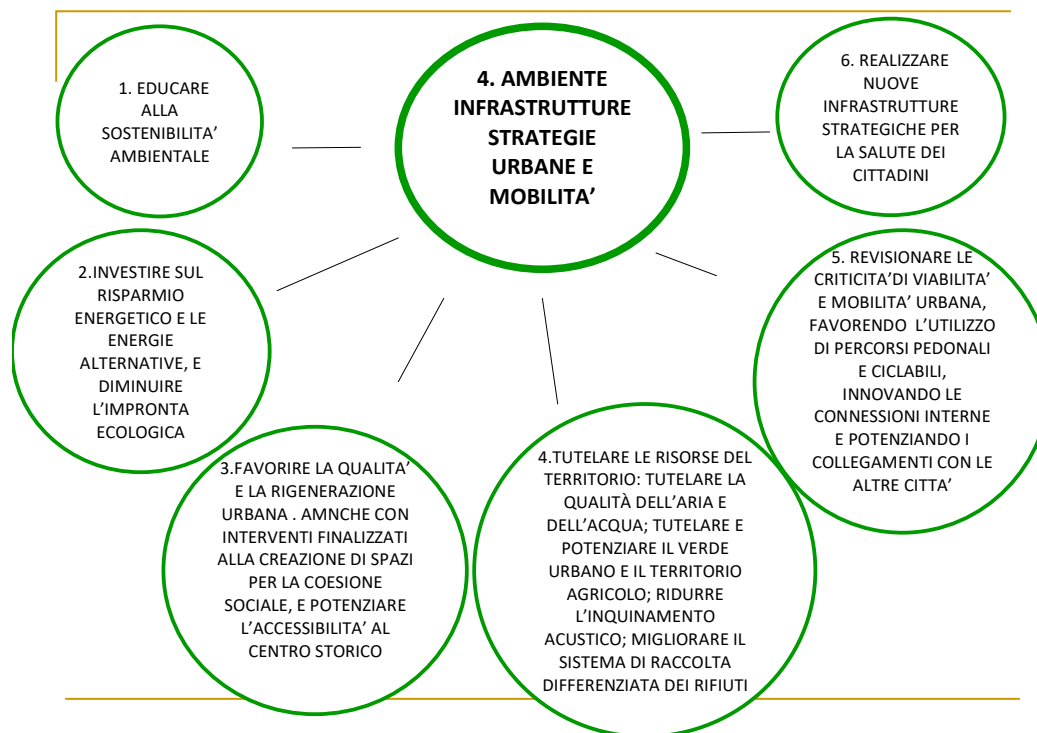 4. AMBIENTE
INFRASTRUTTURE
STRATEGIE
URBANE E
MOBILITA’
1. EDUCARE
ALLA
SOSTENIBILITA’
AMBIENTALE
2.INVESTIRE SUL
RISPARMIO
ENERGETICO E LE
ENERGIE
ALTERNATIVE, E
DIMINUIRE
L’IMPRONTA
ECOLOGICA
3.FAVORIRE LA QUALITA’
E LA RIGENERAZIONE
URBANA . AMNCHE CON
INTERVENTI FINALIZZATI
ALLA CREAZIONE DI SPAZI
PER LA COESIONE
SOCIALE, E POTENZIARE
L’ACCESSIBILITA’ AL
CENTRO STORICO
4.TUTELARE LE RISORSE DEL
TERRITORIO: TUTELARE LA
QUALITÀ DELL’ARIA E
DELL’ACQUA; TUTELARE E
POTENZIARE IL VERDE
URBANO E IL TERRITORIO
AGRICOLO; RIDURRE
L’INQUINAMENTO
ACUSTICO; MIGLIORARE IL
SISTEMA DI RACCOLTA
DIFFERENZIATA DEI RIFIUTI
5. REVISIONARE LE
CRITICITA’DI VIABILITA’
E MOBILITA’ URBANA,
FAVORENDO L’UTILIZZO
DI PERCORSI PEDONALI
E CICLABILI,
INNOVANDO LE
CONNESSIONI INTERNE
E POTENZIANDO I
COLLEGAMENTI CON LE
ALTRE CITTA’
6. REALIZZARE
NUOVE
INFRASTRUTTURE
STRATEGICHE PER
LA SALUTE DEI
CITTADINI